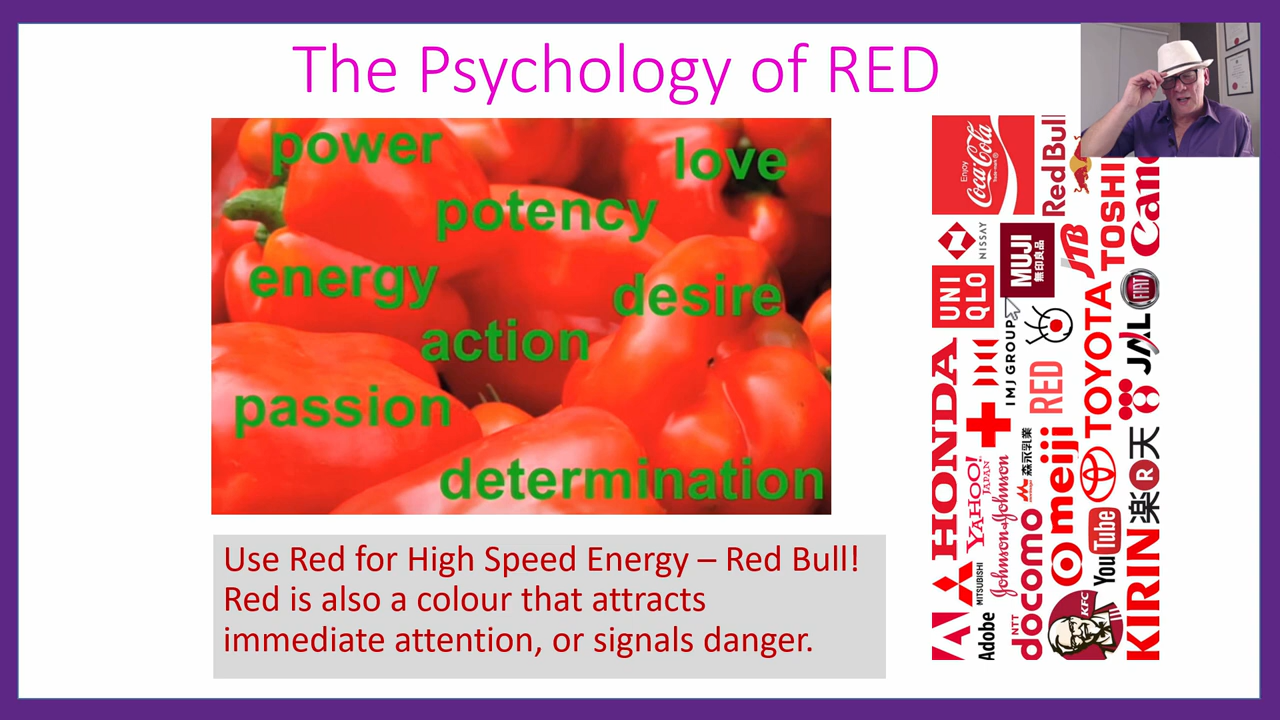 The Psychology of RED
power
love
potency
energy
desire
action
passion
determination
Use Red for High Speed Energy – Red Bull!
Red is also a colour that attracts
immediate attention, or signals danger.
Enjoy
Coca-Cola
Red Bull
NISSAY
MUJI
無印良品
JTB
TOSHI
Cano
UNI
QLO
IMJ GROUP
RED
TOYOTA
FIAT
JAL
HONDA
YAHOO!
JAPAN
森永乳業
meiji
楽天
R
MITSUBISHI
Johnson & Johnson
NTT
docomo
YouTube
KIRIN
Adobe
KFC